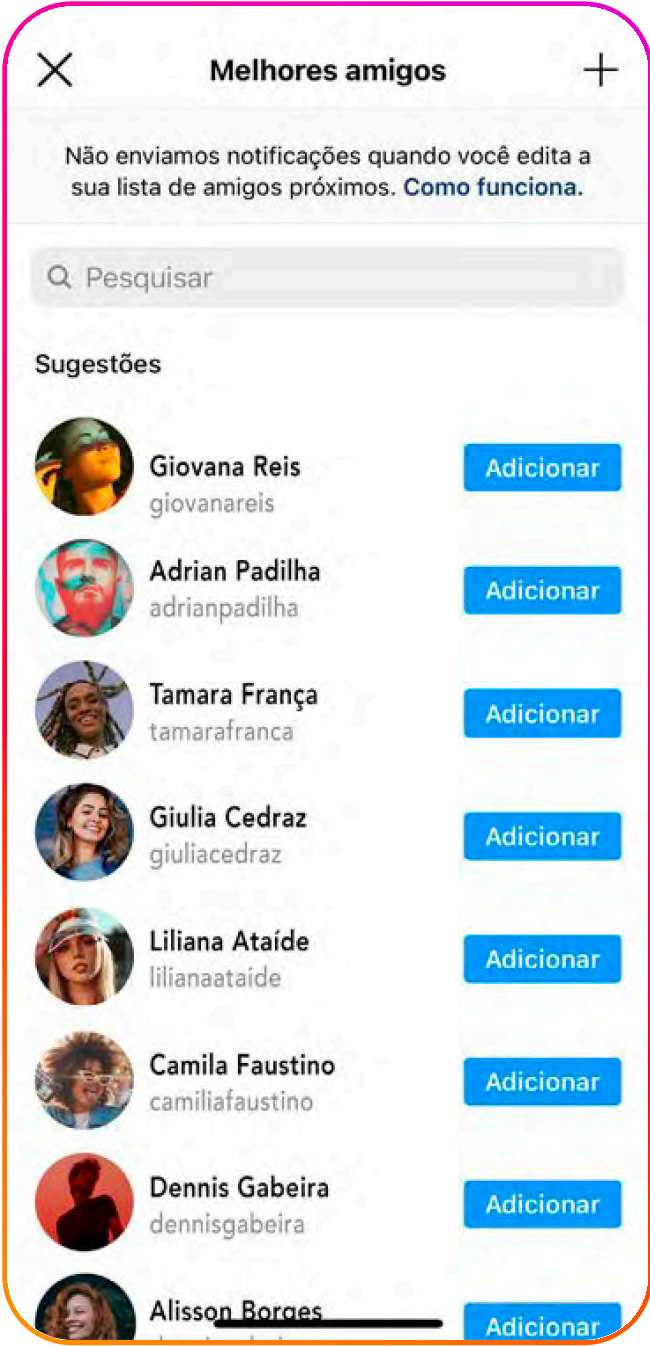 Melhores amigos
Não enviamos notificações quando você edita a
sua lista de amigos próximos. Como funciona.
Pesquisar
Sugestões
Giovana Reis
giovanareis
Adicionar
Adrian Padilha
adrianpadilha
Adicionar
Tamara França
tamarafranca
Adicionar
Giulia Cedraz
giuliacedraz
Adicionar
Liliana Ataíde
lilianaataide
Adicionar
Camila Faustino
camiliafaustino
Adicionar
Dennis Gabeira
dennisgabeira
Adicionar
Alisson Borges
Adicionar